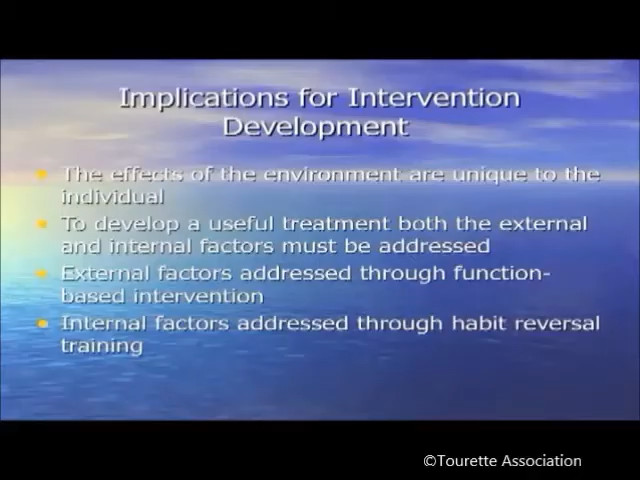 Implications for Intervention
Development
The effects of the environment are unique to the
individual
To develop a useful treatment both the external
and internal factors must be addressed
External factors addressed through function-
based intervention
Internal factors addressed through habit reversal
training
©Tourette Association